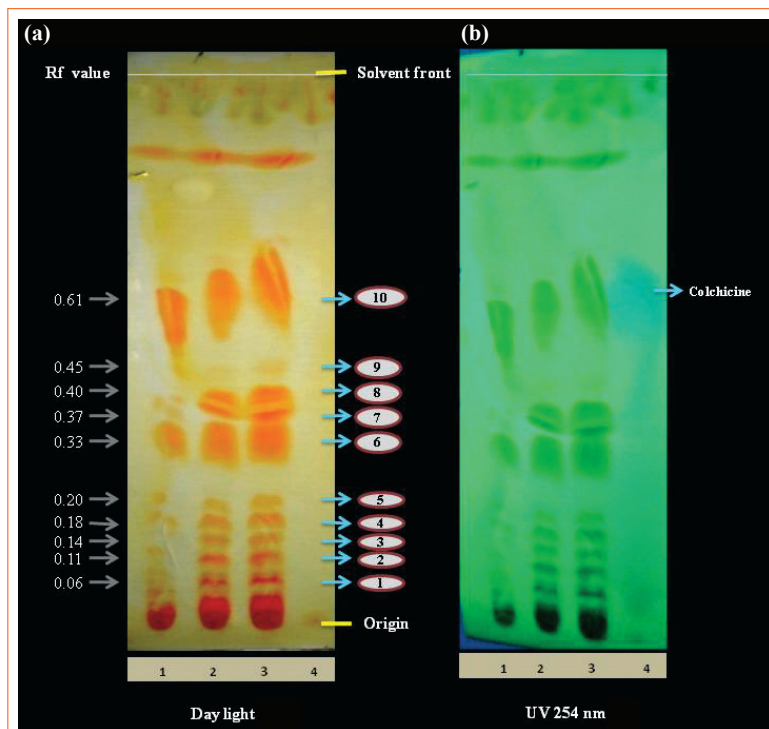 (a)
(b)
Rf value
Solvent front
0.61
10
Colchicine
0.45
9
0.40
8
0.37
7
0.33
6
0.20
5
0.18
4
0.14
3
0.11
2
0.06
1
Origin
1 2 3 4
1 2 3 4
Day light
UV 254 nm